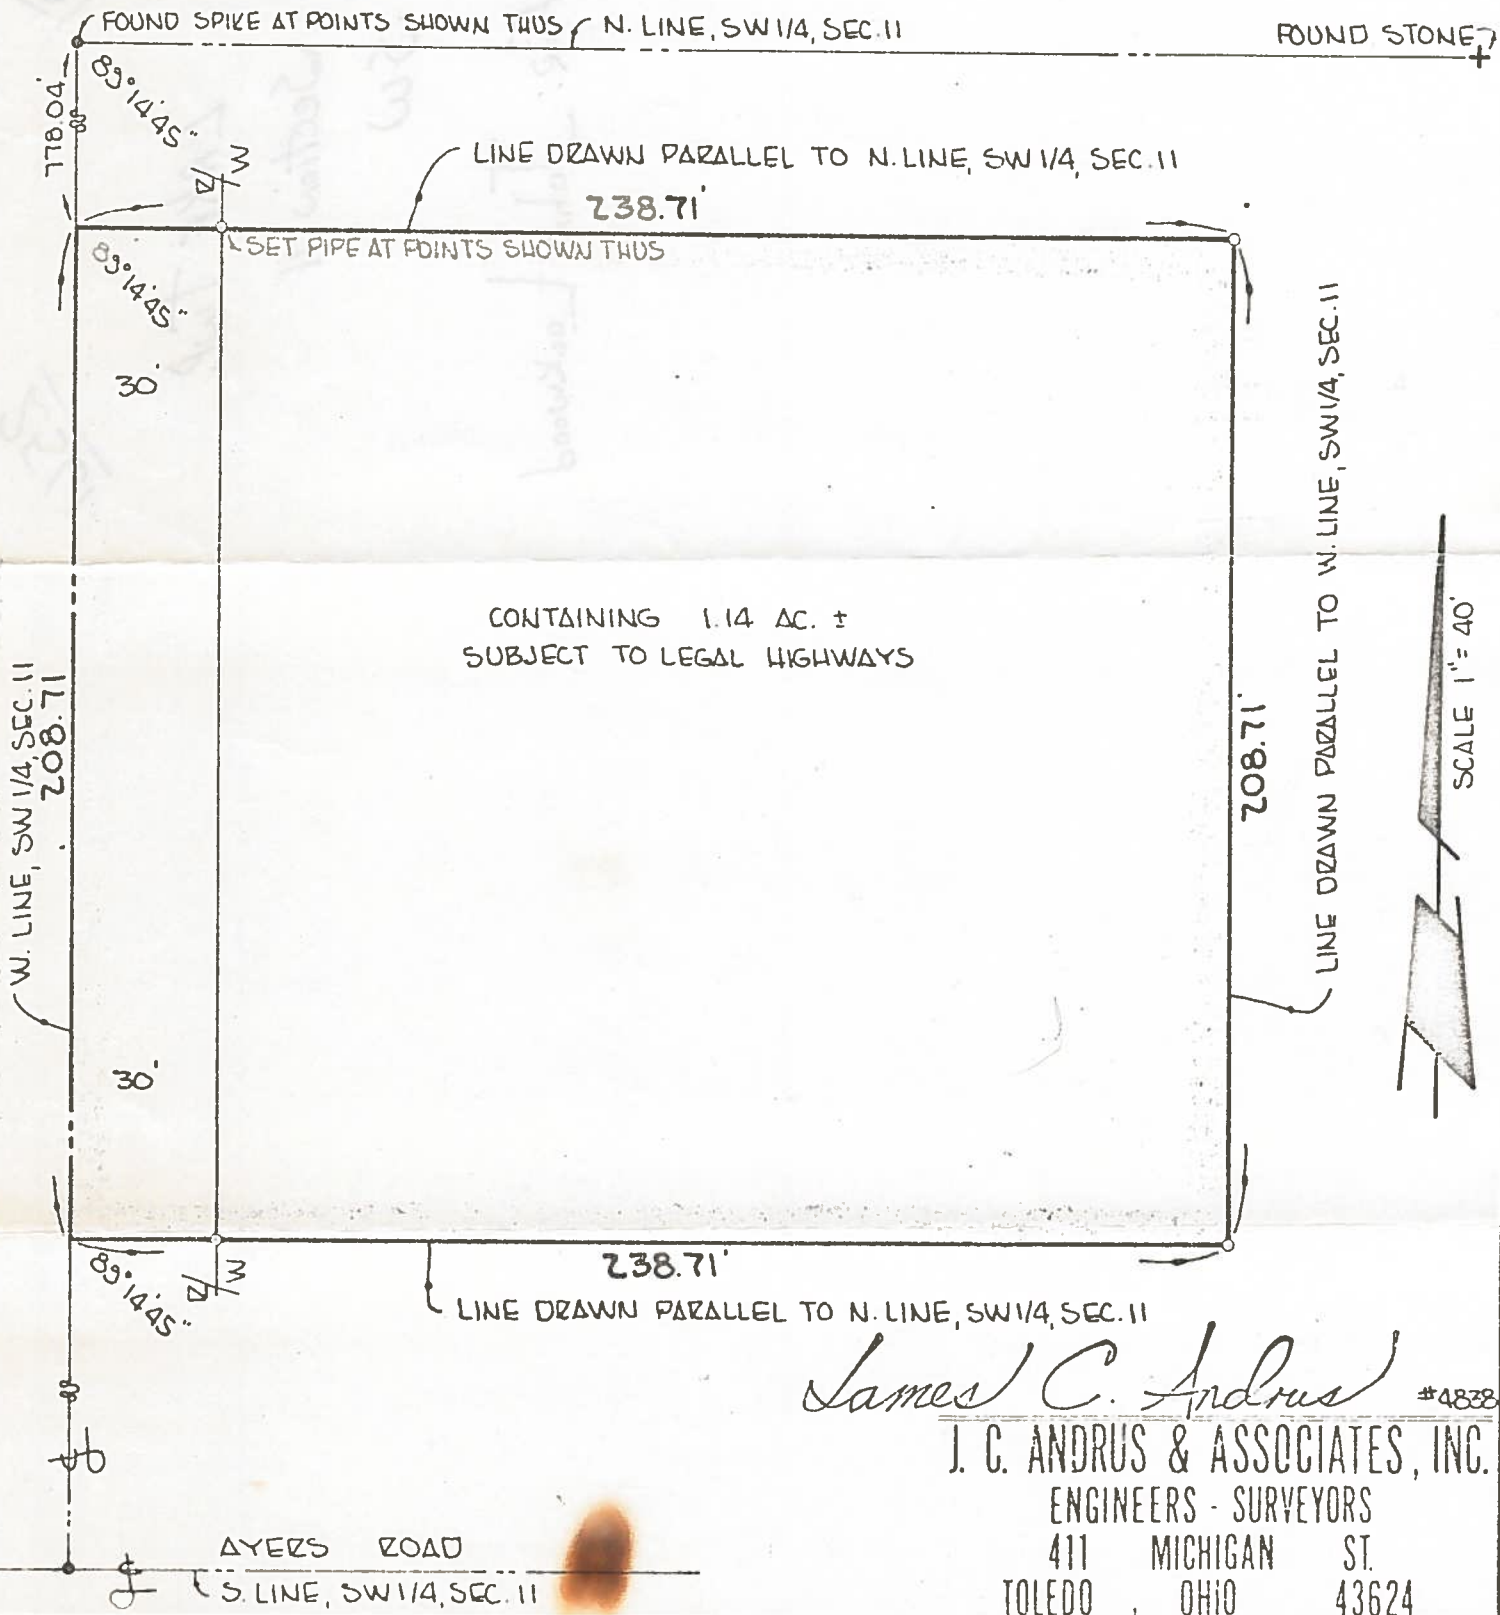 FOUND SPIKE AT POINTS SHOWN THUS
N. LINE, SW 1/4, SEC. 11
FOUND STONE
778.04'
89°14'45"
R/W
LINE DRAWN PARALLEL TO N. LINE, SW 1/4, SEC. 11
238.71'
SET PIPE AT POINTS SHOWN THUS
89°14'45"
30'
CONTAINING 1.14 AC. ±
SUBJECT TO LEGAL HIGHWAYS
W. LINE, SW 1/4, SEC. 11
208.71
208.71'
LINE DRAWN PARALLEL TO W. LINE, SW 1/4, SEC. 11
SCALE 1" = 40'
30'
238.71'
89°14'45"
R/W
LINE DRAWN PARALLEL TO N. LINE, SW 1/4, SEC. 11
James C. Andrus #4838
J. C. ANDRUS & ASSOCIATES, INC.
ENGINEERS - SURVEYORS
411 MICHIGAN ST.
TOLEDO, OHIO 43624
AYERS ROAD
S. LINE, SW 1/4, SEC. 11